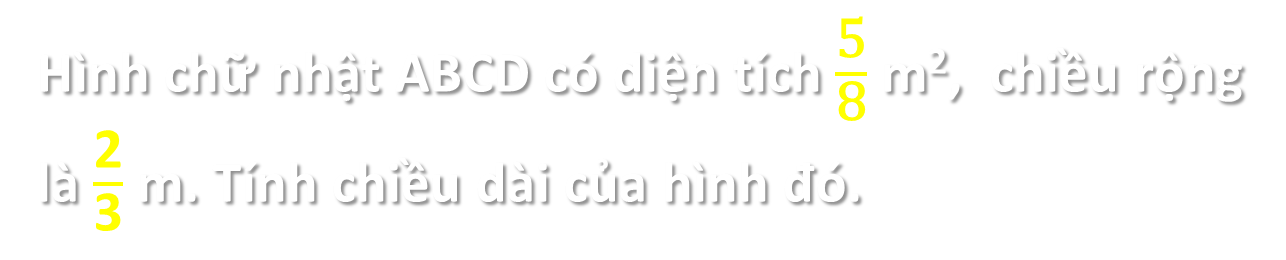 Hình chữ nhật ABCD có diện tích 5/8 m², chiều rộng
là 2/3 m. Tính chiều dài của hình đó.